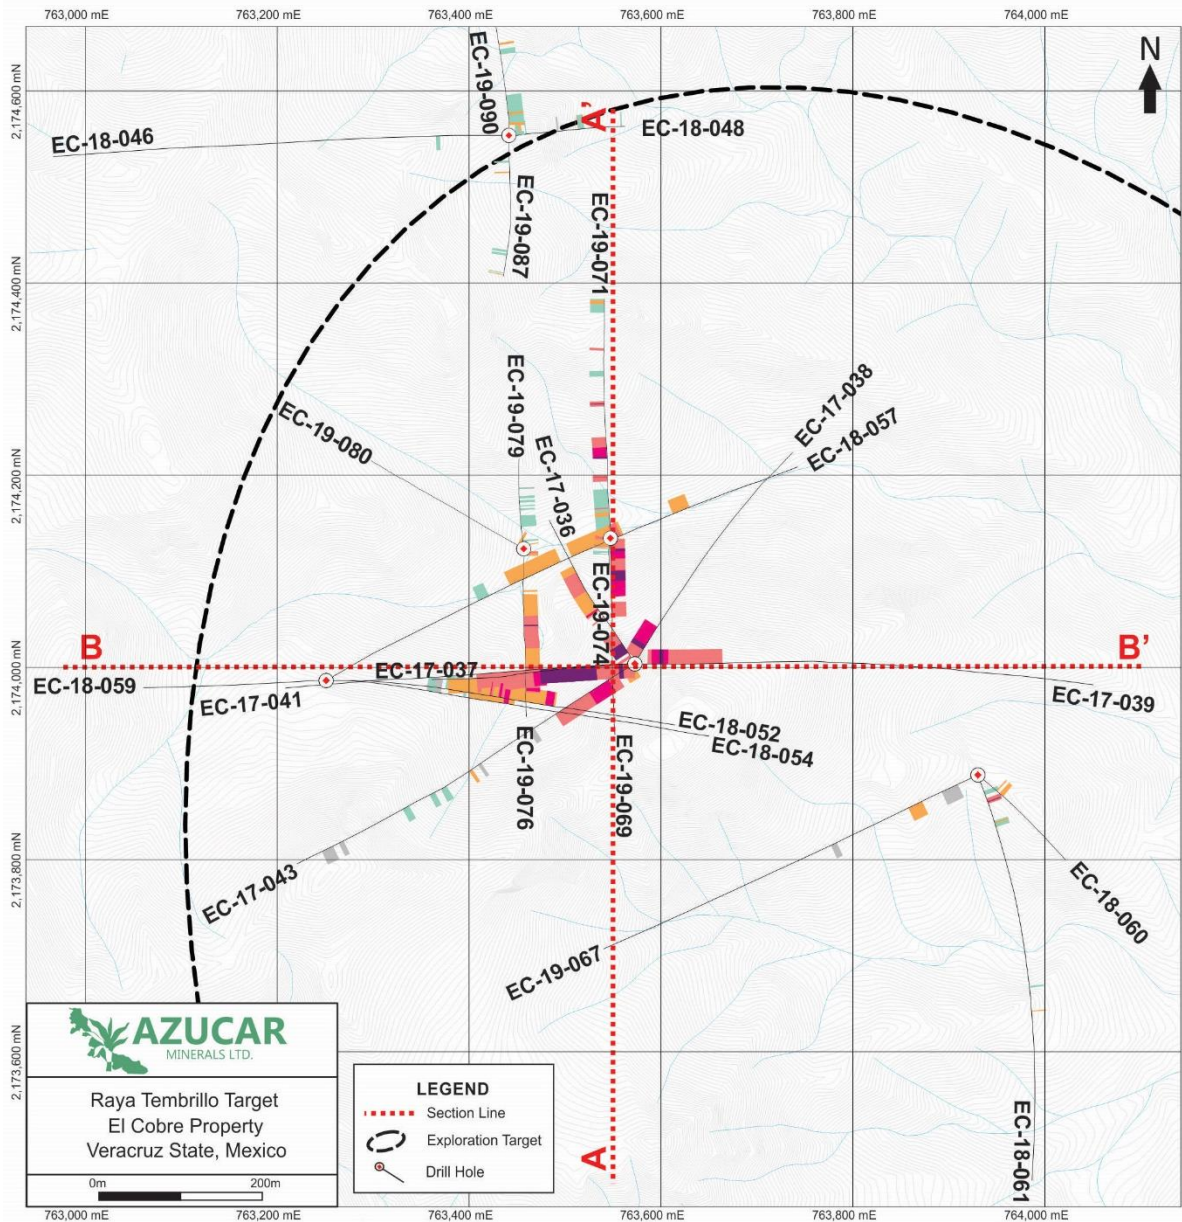 763,000 mE
763,200 mE
763,400 mE
763,600 mE
763,800 mE
764,000 mE
N
2,174,600 mN
2,174,400 mN
2,174,200 mN
2,174,000 mN
2,173,800 mN
2,173,600 mN
EC-19-090
EC-18-046
A’
EC-18-048
EC-19-087
EC-19-071
EC-17-038
EC-19-079
EC-19-080
EC-18-057
EC-17-036
EC-19-074
B
B’
EC-17-037
EC-18-059
EC-17-041
EC-17-039
EC-18-052
EC-18-054
EC-19-076
EC-19-069
EC-17-043
EC-18-060
EC-19-067
EC-18-061
A
AZUCAR
MINERALS LTD.
Raya Tembrillo Target
El Cobre Property
Veracruz State, Mexico
0m
200m
LEGEND
Section Line
Exploration Target
Drill Hole
763,000 mE
763,200 mE
763,400 mE
763,600 mE
763,800 mE
764,000 mE